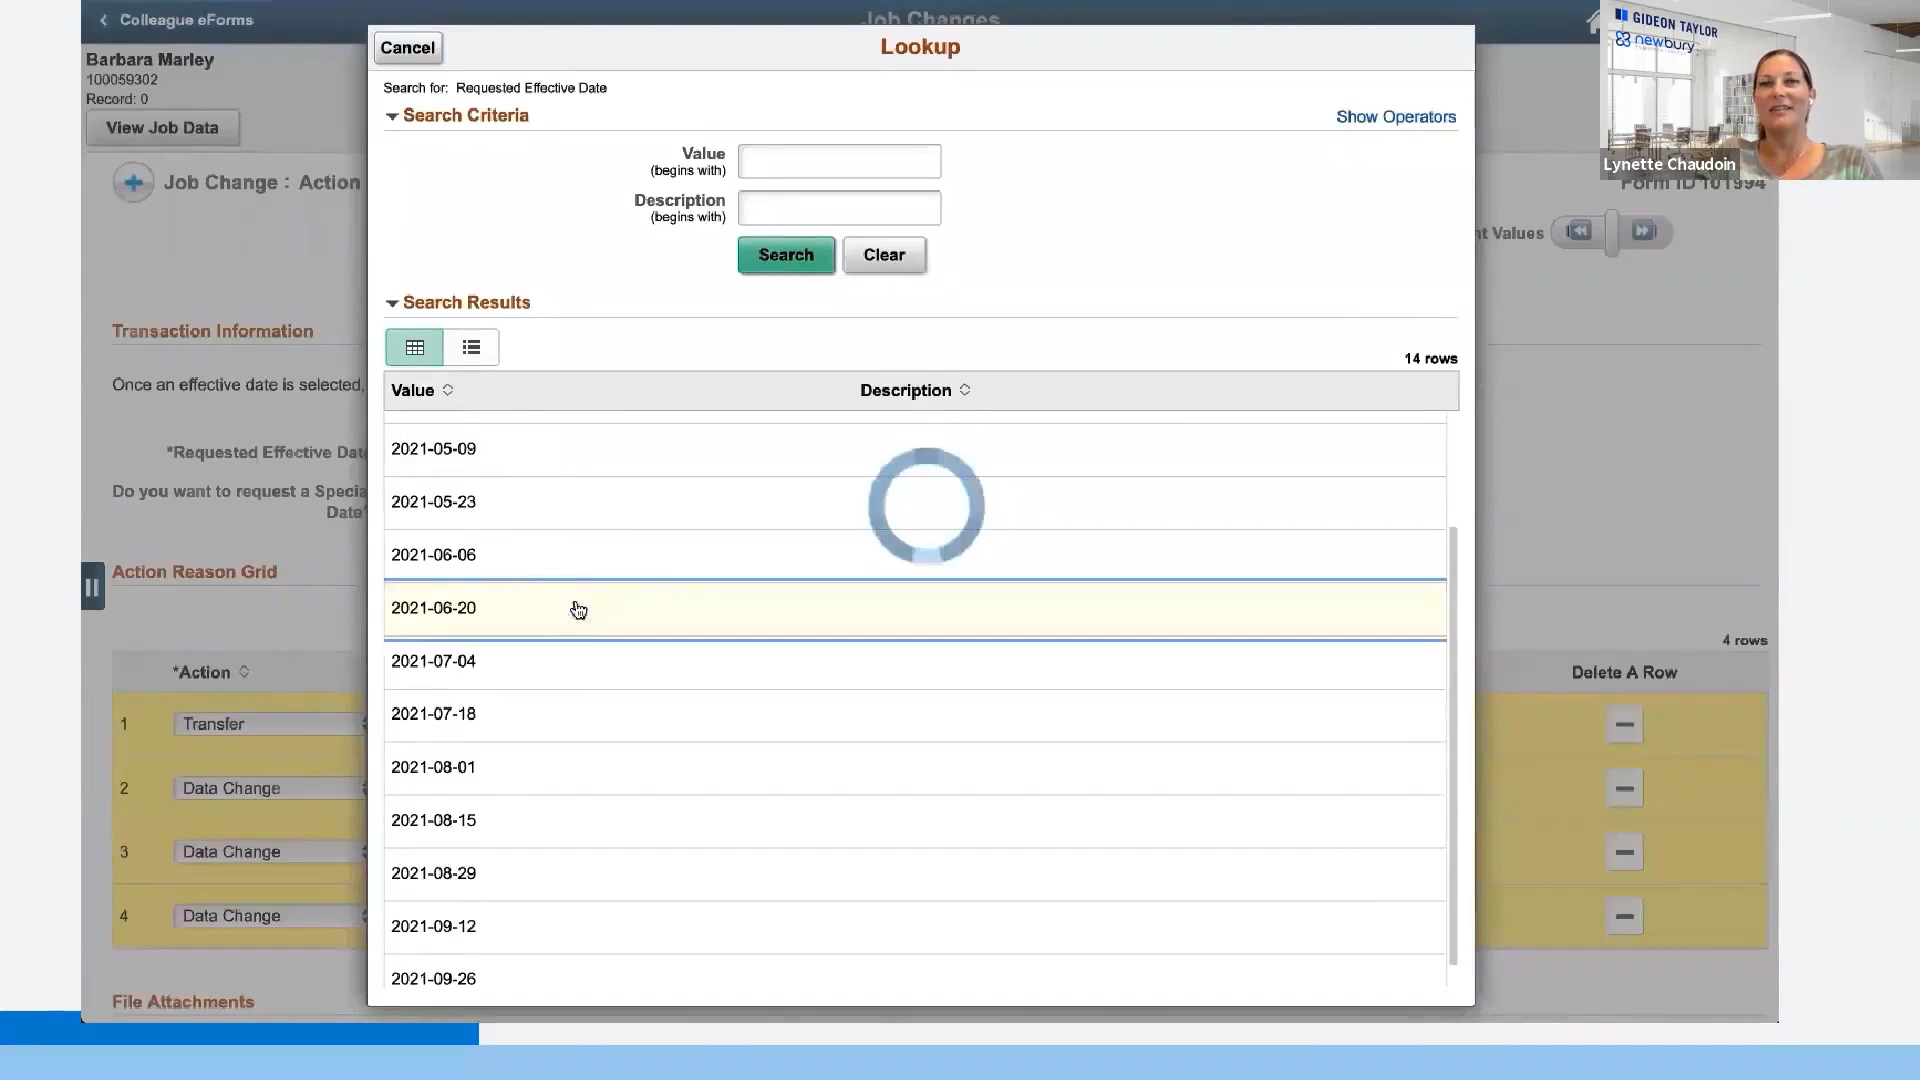 Colleague eForms
Job Changes
Barbara Marley
100059302
Record: 0
View Job Data
Job Change : Action
Transaction Information
Once an effective date is selected,
*Requested Effective Date
Do you want to request a Specia
Date
Action Reason Grid
*Action
1 Transfer
2 Data Change
3 Data Change
4 Data Change
File Attachments
Cancel
Lookup
Search for: Requested Effective Date
Search Criteria
Show Operators
Value
(begins with)
Description
(begins with)
Search Clear
Search Results
14 rows
Value Description
2021-05-09
2021-05-23
2021-06-06
2021-06-20
2021-07-04
2021-07-18
2021-08-01
2021-08-15
2021-08-29
2021-09-12
2021-09-26
GIDEON TAYLOR
newbury
Lynette Chaudoin
Form ID 101994
nt Values
4 rows
Delete A Row